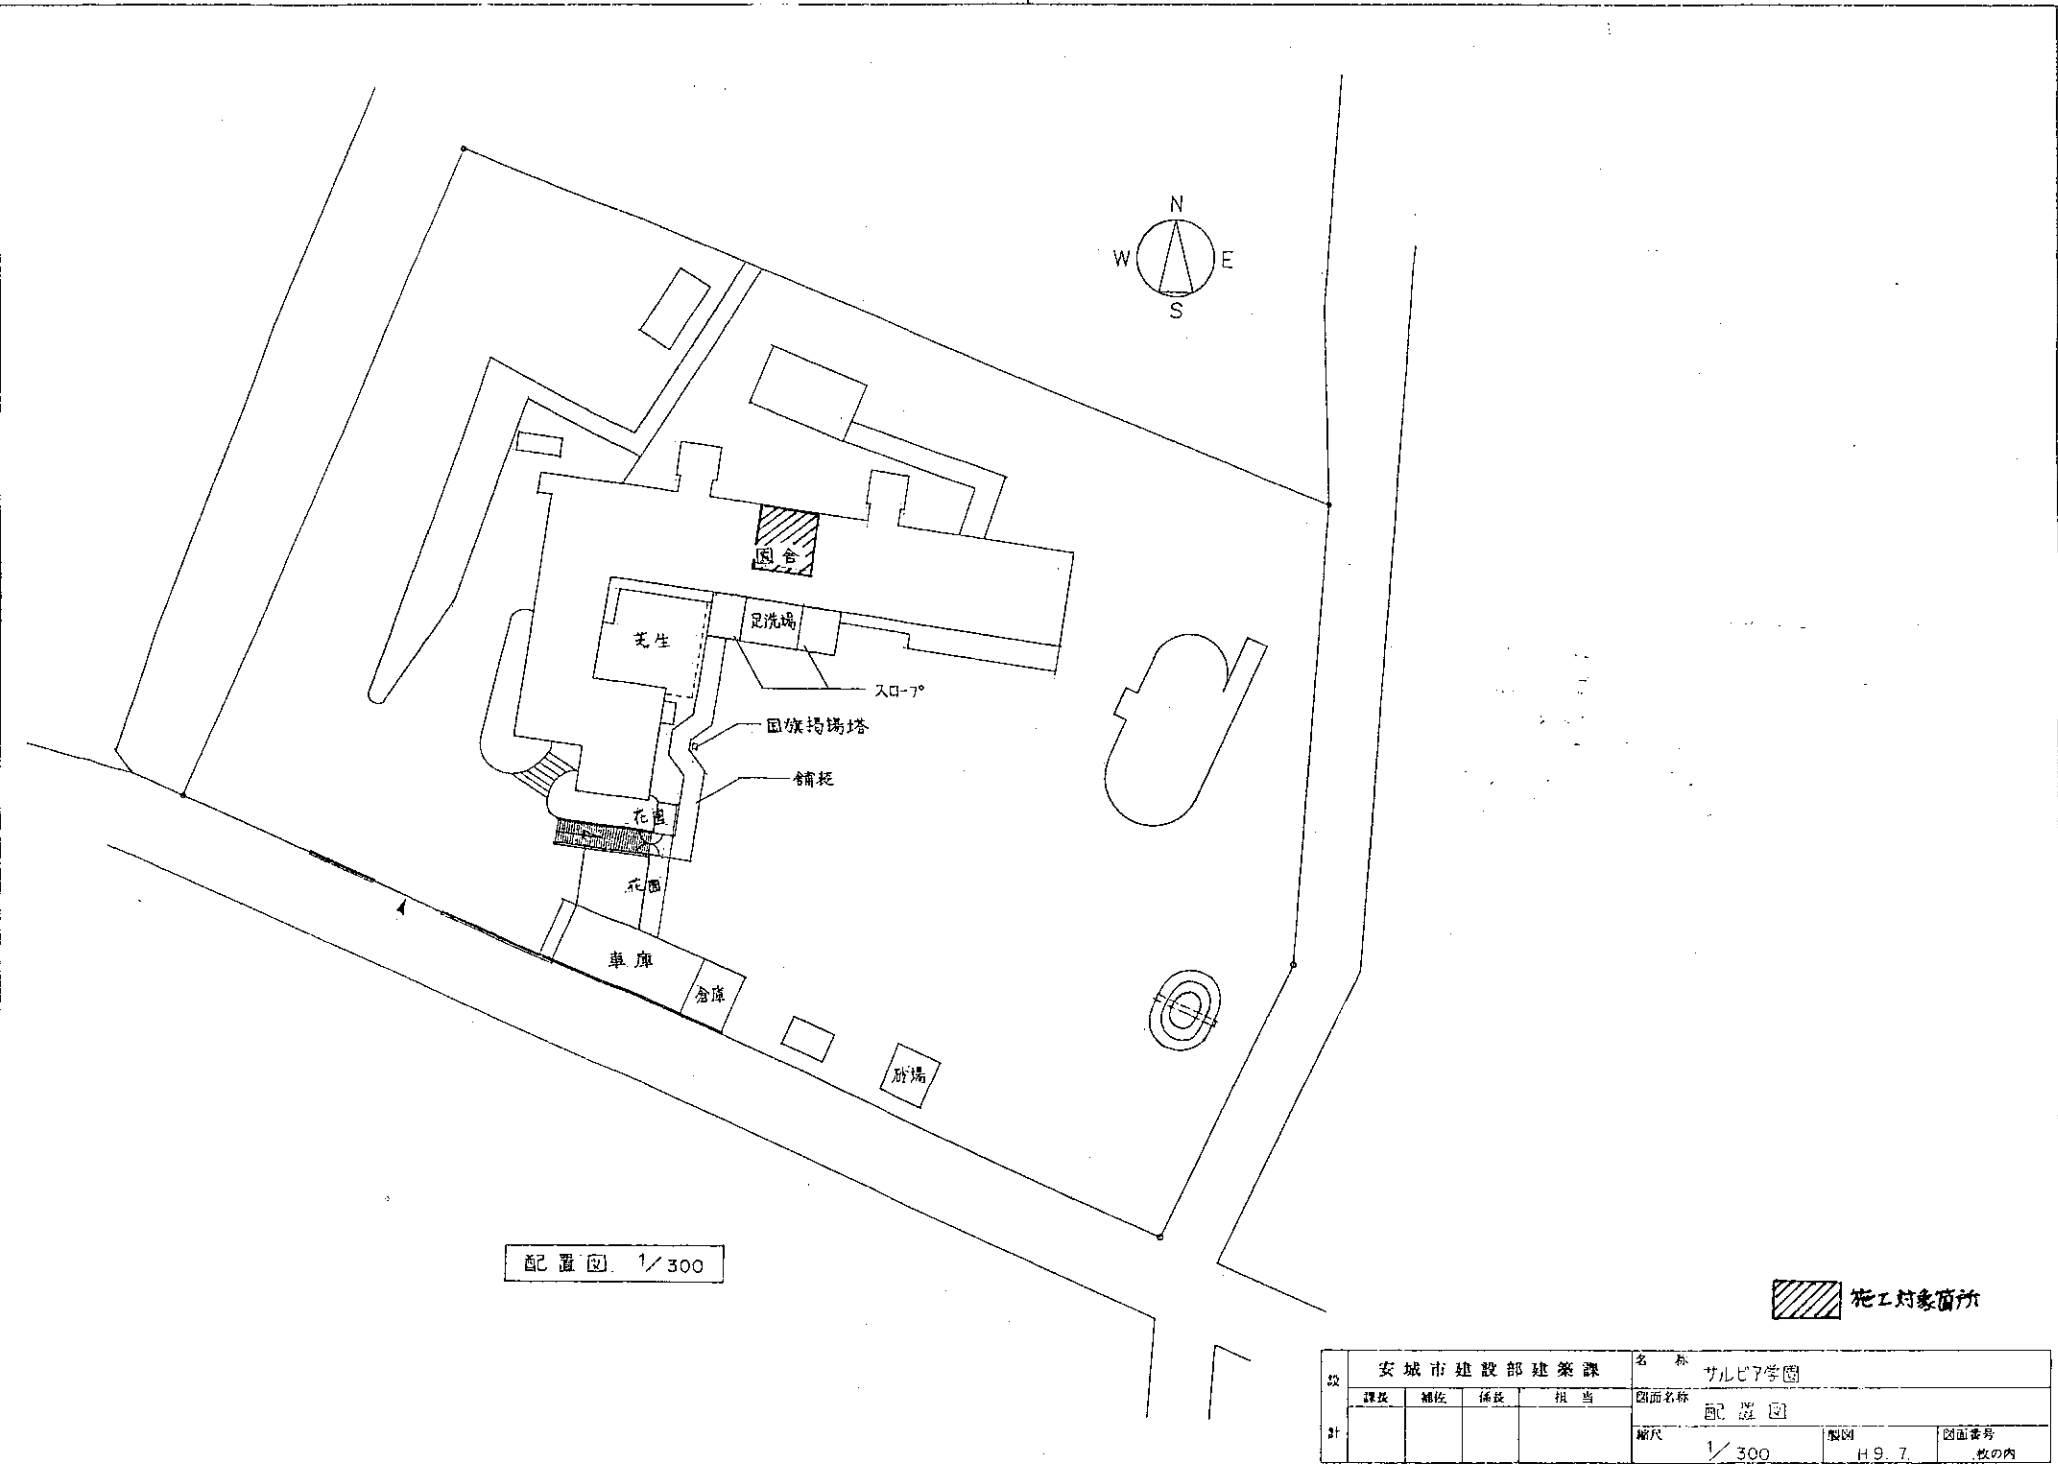 N
W E
S
園舎
足洗場
芝生
スロープ
国旗掲揚塔
舗装
花園
花園
車庫
倉庫
砂場
配置図 1/300
施工対象箇所
設計
安城市建設部建築課
課長 補佐 係長 担当
名称 サルビア学園
図面名称 配置図
縮尺 1/300
製図 H9.7.
図面番号 枚の内